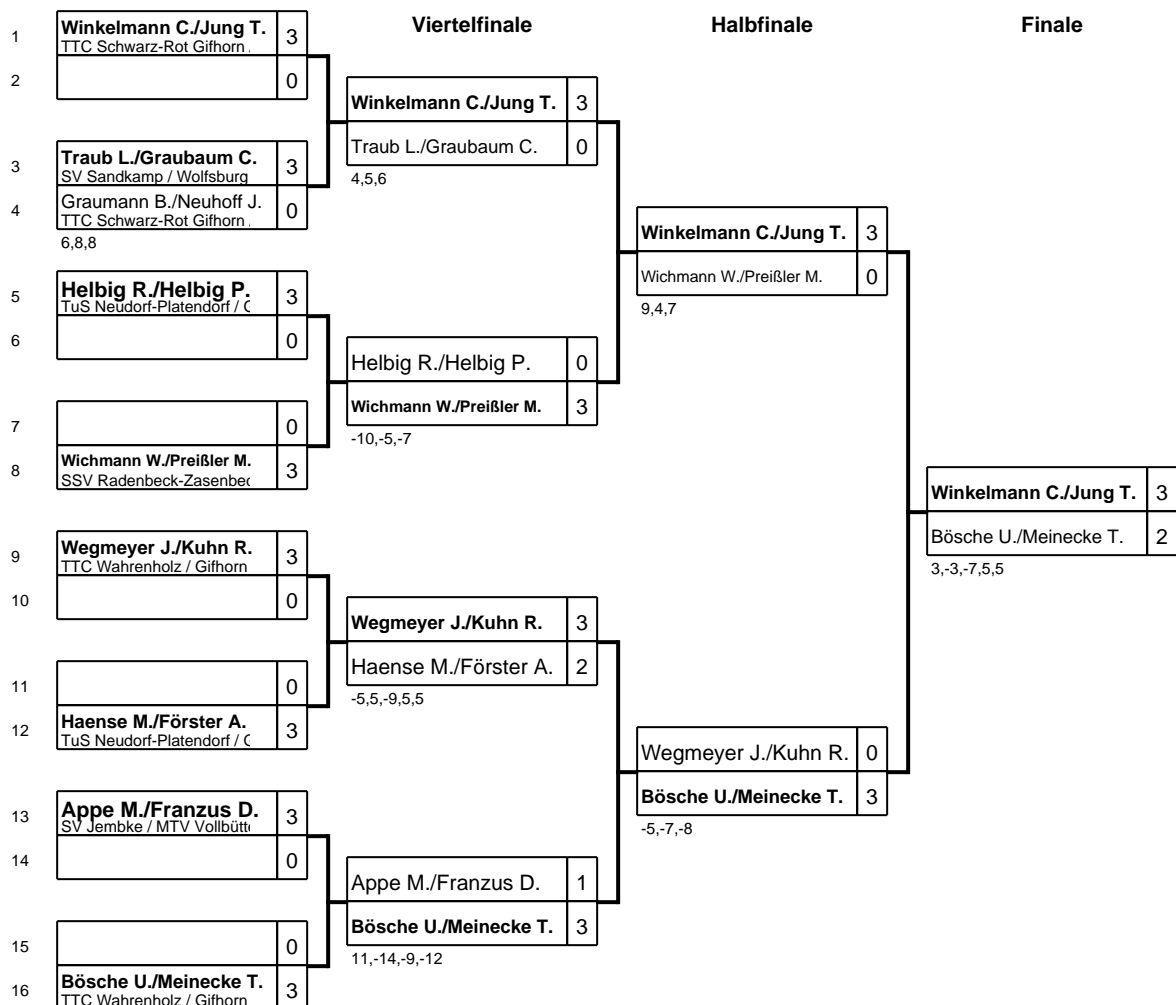 Viertelfinale
Halbfinale
Finale
1
Winkelmann C./Jung T. 3
TTC Schwarz-Rot Gifhorn
2
0
3
Traub L./Graubaum C. 3
SV Sandkamp / Wolfsburg
4
Graumann B./Neuhoff J. 0
TTC Schwarz-Rot Gifhorn
6,8,8
5
Helbig R./Helbig P. 3
TuS Neudorf-Platendorf /
6
0
7
0
8
Wichmann W./Preißler M. 3
SSV Radenbeck-Zasenbec
9
Wegmeyer J./Kuhn R. 3
TTC Wahrenholz / Gifhorn
10
0
11
0
12
Haense M./Förster A. 3
TuS Neudorf-Platendorf /
13
Appe M./Franzus D. 3
SV Jembke / MTV Vollbütt
14
0
15
0
16
Bösche U./Meinecke T. 3
TTC Wahrenholz / Gifhorn
Winkelmann C./Jung T. 3
Traub L./Graubaum C. 0
4,5,6
Helbig R./Helbig P. 0
Wichmann W./Preißler M. 3
-10,-5,-7
Wegmeyer J./Kuhn R. 3
Haense M./Förster A. 2
-5,5,-9,5,5
Appe M./Franzus D. 1
Bösche U./Meinecke T. 3
11,-14,-9,-12
Winkelmann C./Jung T. 3
Wichmann W./Preißler M. 0
9,4,7
Wegmeyer J./Kuhn R. 0
Bösche U./Meinecke T. 3
-5,-7,-8
Winkelmann C./Jung T. 3
Bösche U./Meinecke T. 2
3,-3,-7,5,5